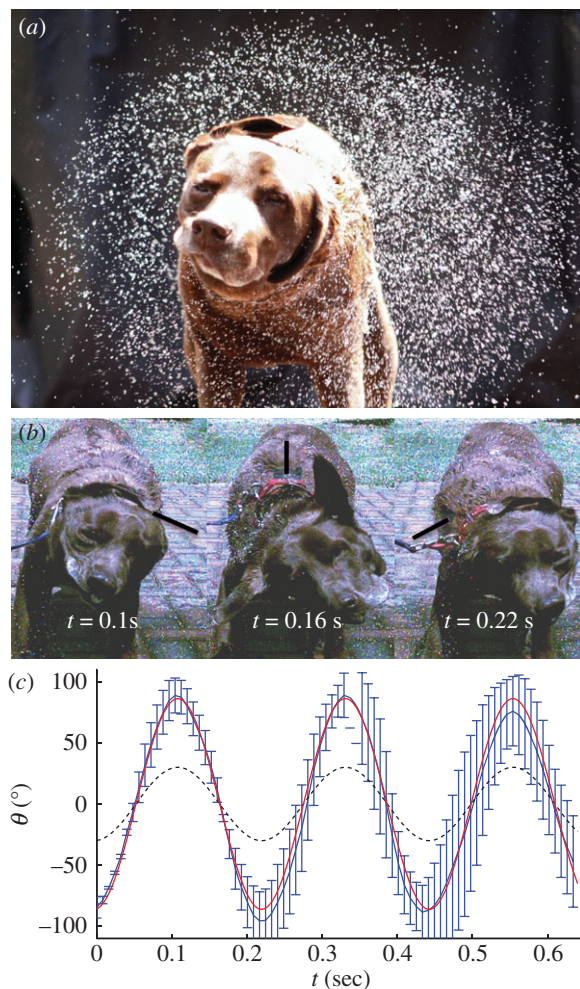 (a)
(b)
t = 0.1s t = 0.16 s t = 0.22 s
(c)
100
50
0
−50
−100
θ (°)
0 0.1 0.2 0.3 0.4 0.5 0.6
t (sec)